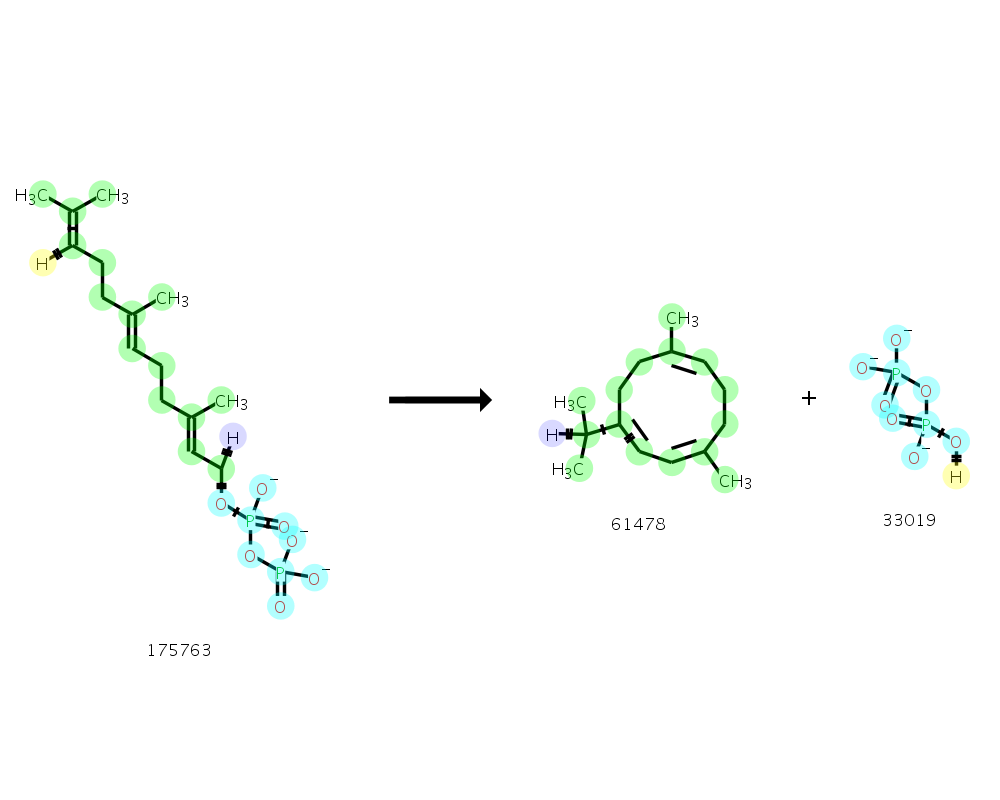 H₃C CH₃
H
CH₃
CH₃
H
O O⁻
P O
O O⁻
P O⁻
O
175763
CH₃
H₃C
H
H₃C
CH₃
61478
+
O⁻
O⁻ P
O O
O P
O⁻ O
H
33019